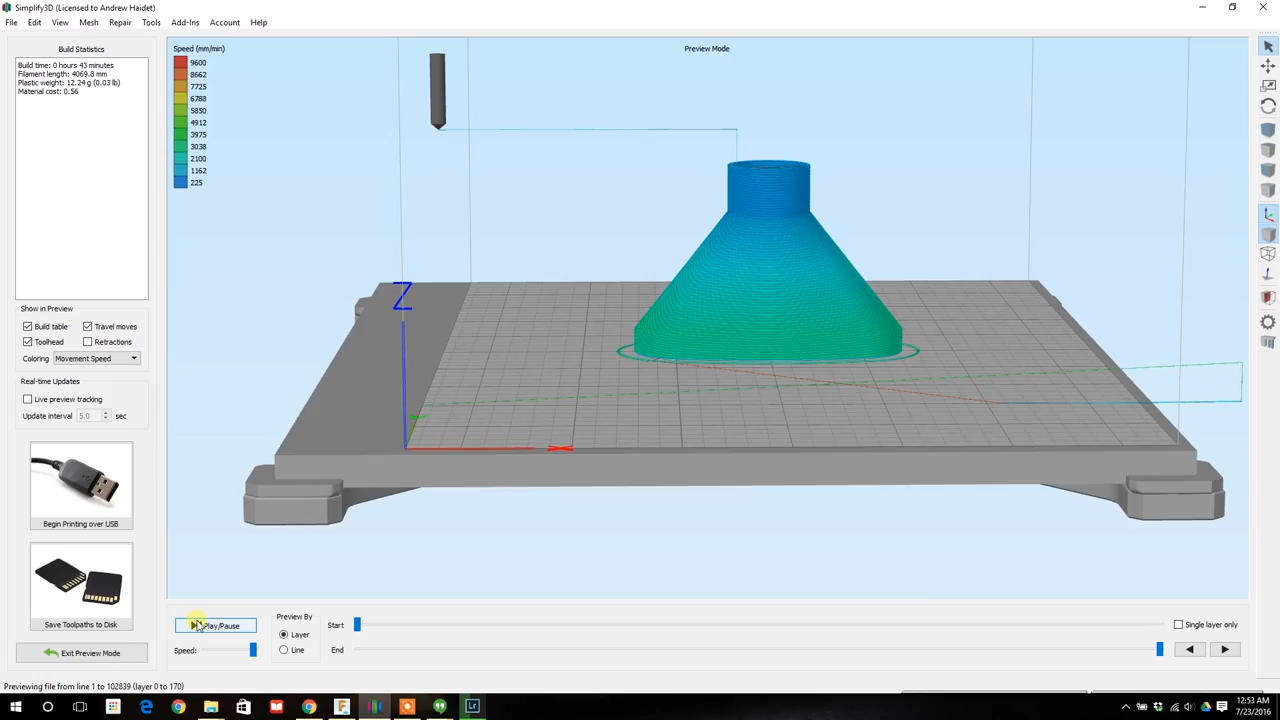 Simplify3D (Licensed to Andrew Haidet)
File Edit View Mesh Repair Tools Add-Ins Account Help
Build Statistics
Build time: 0 hours 43 minutes
Filament length: 4069.8 mm
Plastic weight: 12.24 g (0.03 lb)
Material cost: 0.56
Speed (mm/min)
9600
8662
7725
6788
5850
4912
3975
3038
2100
1162
225
Preview Mode
Z
Show in Preview
Build table Travel moves
Toolhead Retractions
Coloring Movement Speed
Real-time Updates
Live preview tracking
Update interval 5.0 sec
Begin Printing over USB
Save Toolpaths to Disk
Exit Preview Mode
Play/Pause
Speed:
Preview By
Layer
Line
Start
End
Single layer only
Previewing file from line 1 to 102839 (layer 0 to 170)
Lr
12:53 AM
7/23/2016